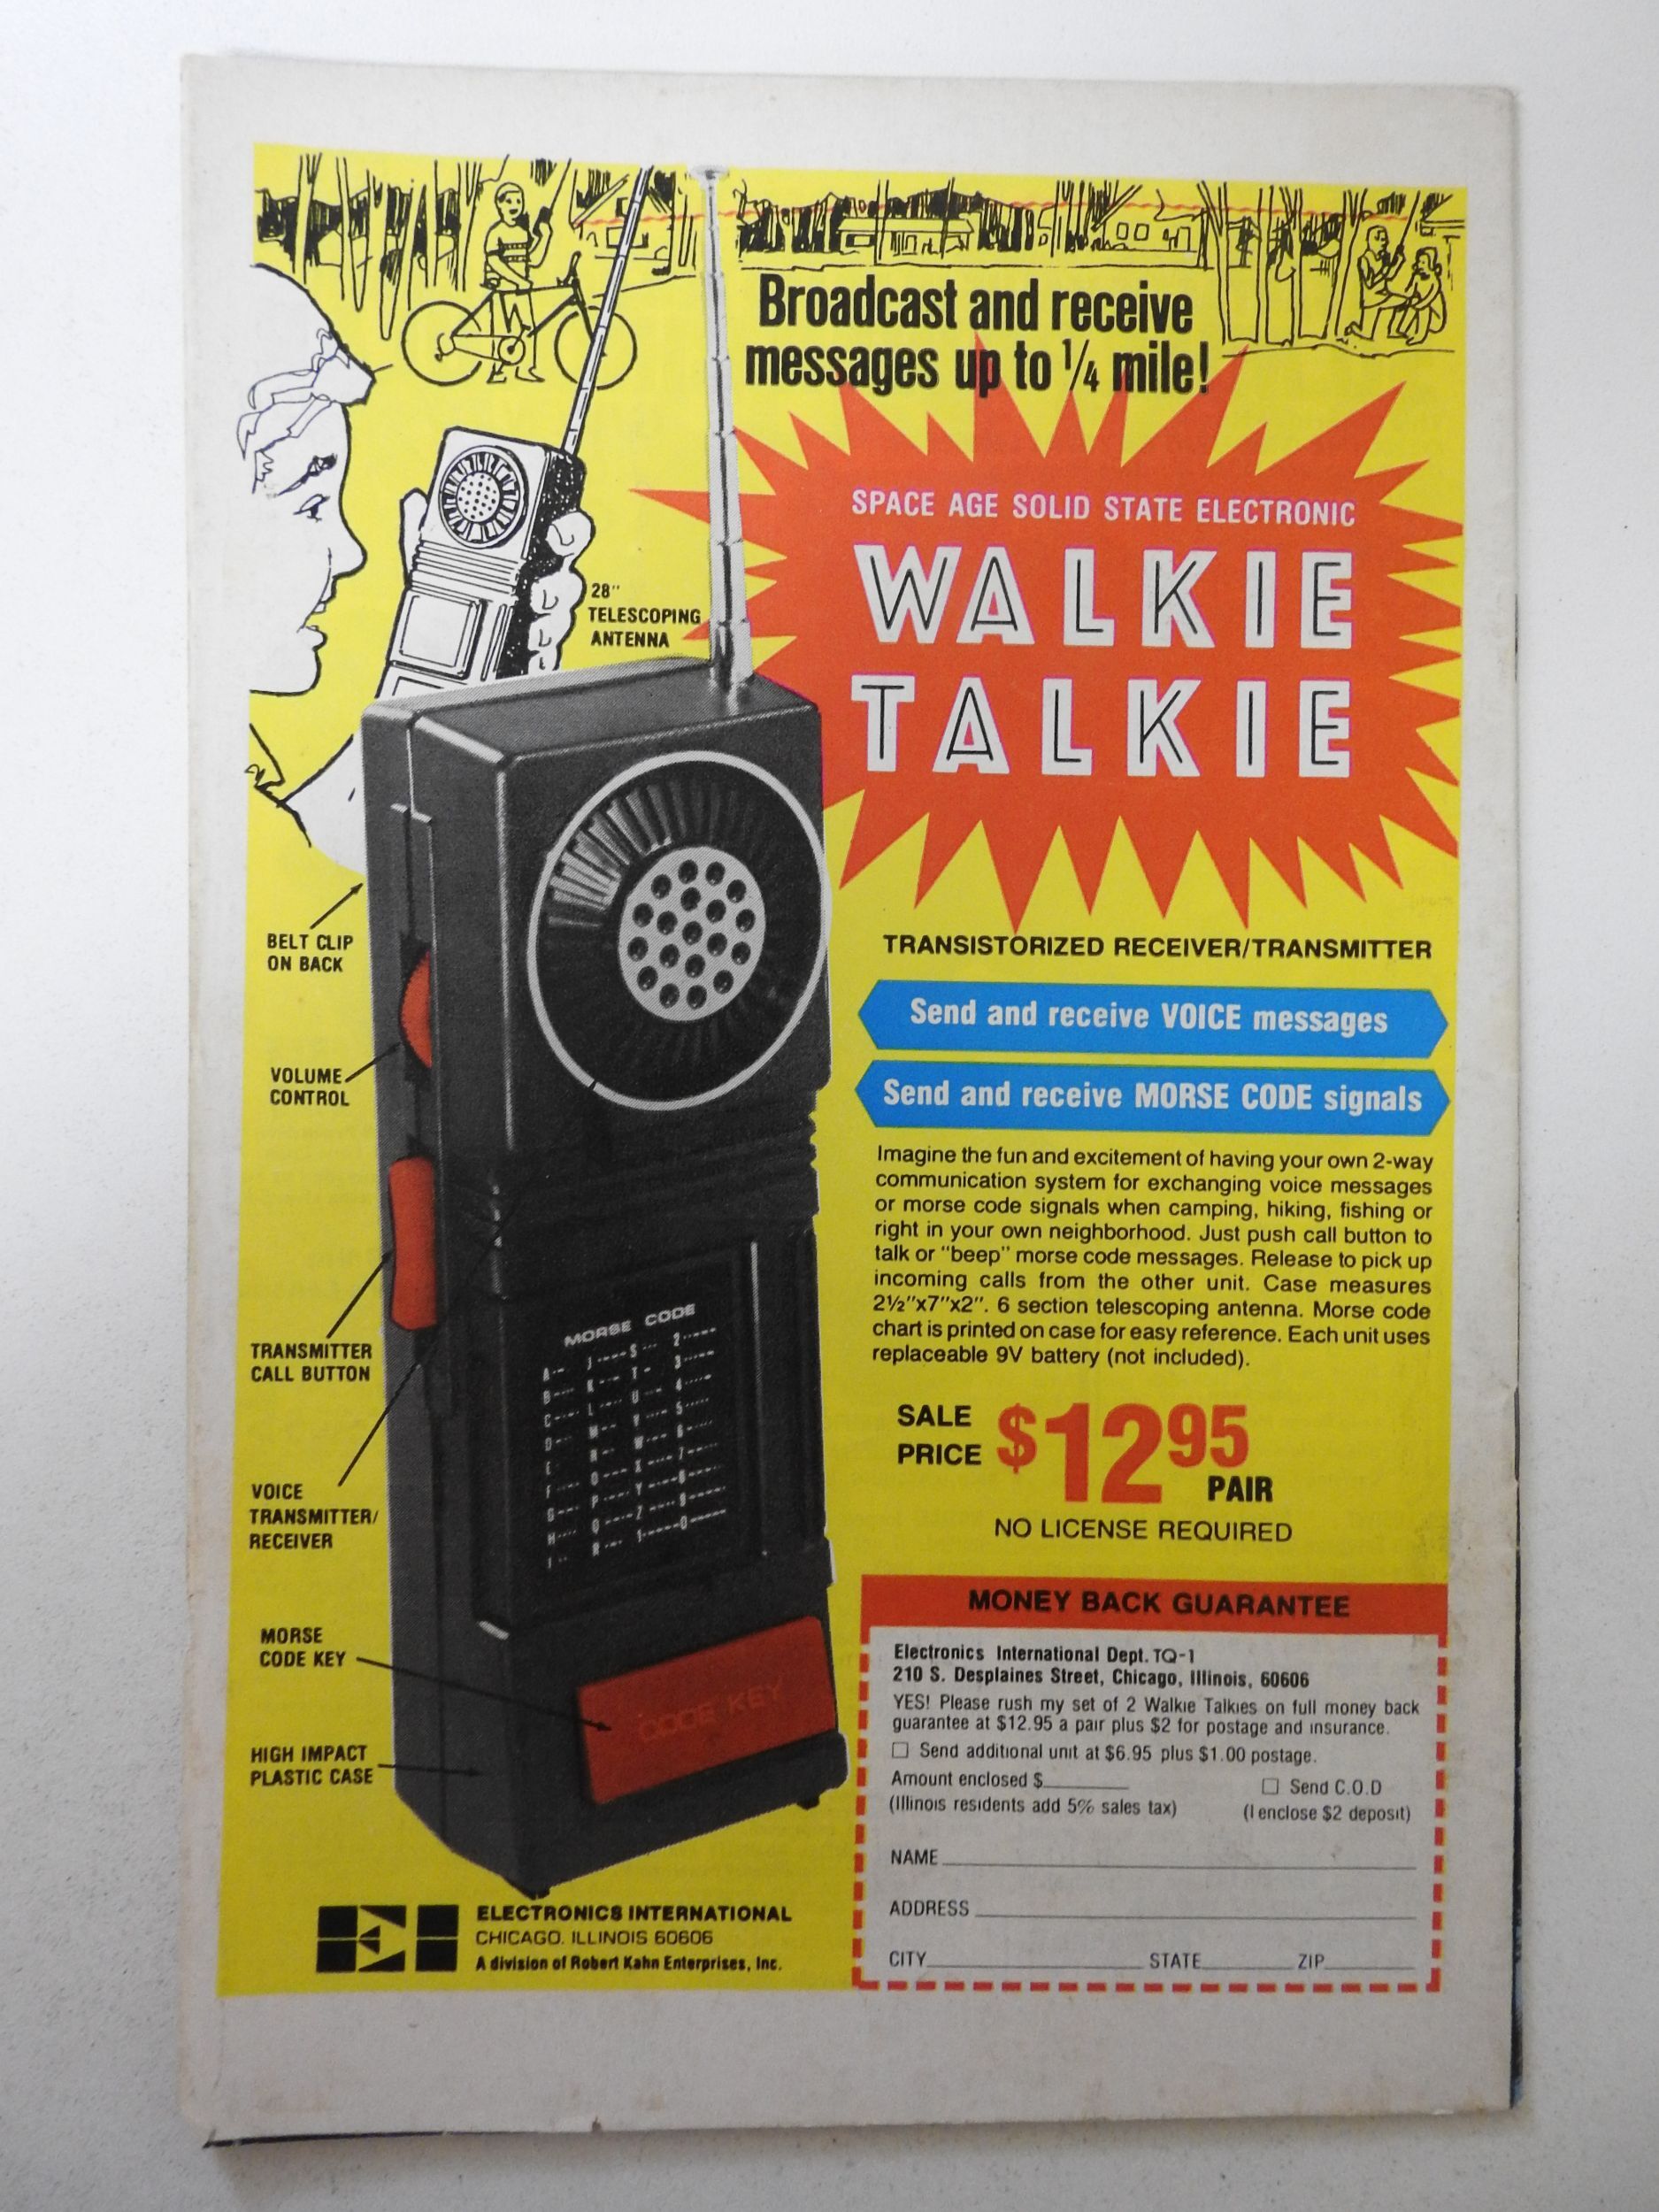 Broadcast and receive
messages up to 1/4 mile!
SPACE AGE SOLID STATE ELECTRONIC
WALKIE
TALKIE
28"
TELESCOPING
ANTENNA
BELT CLIP
ON BACK
VOLUME
CONTROL
TRANSMITTER
CALL BUTTON
VOICE
TRANSMITTER/
RECEIVER
MORSE
CODE KEY
HIGH IMPACT
PLASTIC CASE
MORSE CODE
CODE KEY
TRANSISTORIZED RECEIVER/TRANSMITTER
Send and receive VOICE messages
Send and receive MORSE CODE signals
Imagine the fun and excitement of having your own 2-way
communication system for exchanging voice messages
or morse code signals when camping, hiking, fishing or
right in your own neighborhood. Just push call button to
talk or "beep" morse code messages. Release to pick up
incoming calls from the other unit. Case measures
2½"x7"x2". 6 section telescoping antenna. Morse code
chart is printed on case for easy reference. Each unit uses
replaceable 9V battery (not included).
SALE
PRICE $12 95
PAIR
NO LICENSE REQUIRED
MONEY BACK GUARANTEE
Electronics International Dept. TQ-1
210 S. Desplaines Street, Chicago, Illinois, 60606
YES! Please rush my set of 2 Walkie Talkies on full money back
guarantee at $12.95 a pair plus $2 for postage and insurance.
☐ Send additional unit at $6.95 plus $1.00 postage.
Amount enclosed $________ ☐ Send C.O.D
(Illinois residents add 5% sales tax) (I enclose $2 deposit)
NAME
ADDRESS
CITY STATE ZIP
E
ELECTRONICS INTERNATIONAL
CHICAGO, ILLINOIS 60606
A division of Robert Kahn Enterprises, Inc.